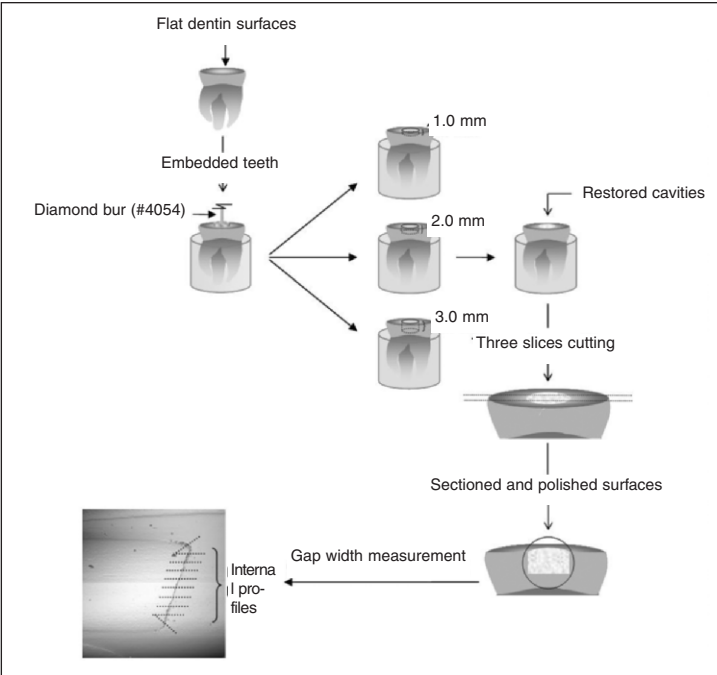 Flat dentin surfaces
Embedded teeth
Diamond bur (#4054)
1.0 mm
2.0 mm
3.0 mm
Restored cavities
Three slices cutting
Sectioned and polished surfaces
Gap width measurement
Interna
l pro-
files